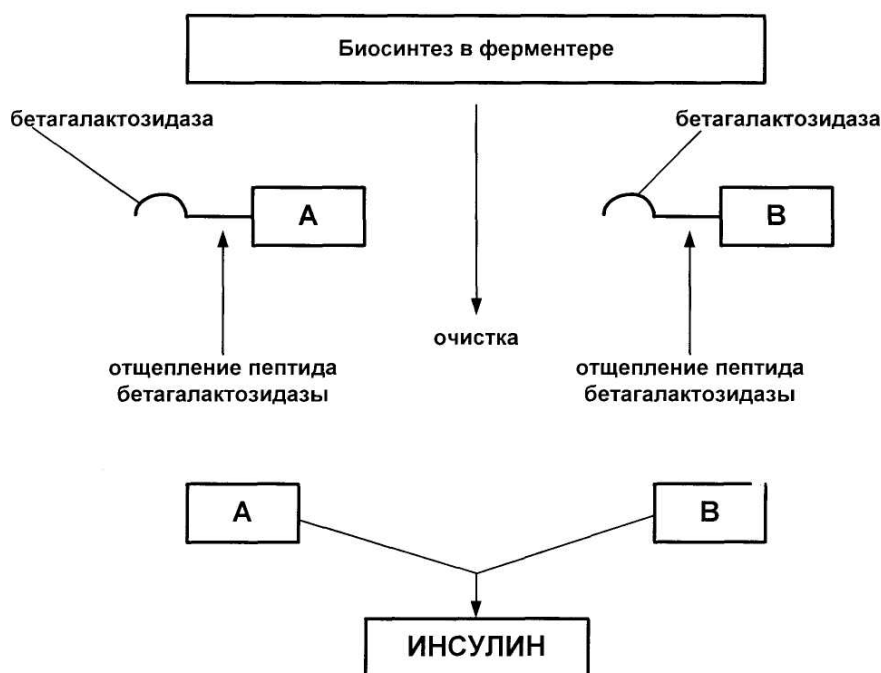 Биосинтез в ферментере
бетагалактозидаза
бетагалактозидаза
А
В
очистка
отщепление пептида
бетагалактозидазы
отщепление пептида
бетагалактозидазы
А
В
ИНСУЛИН